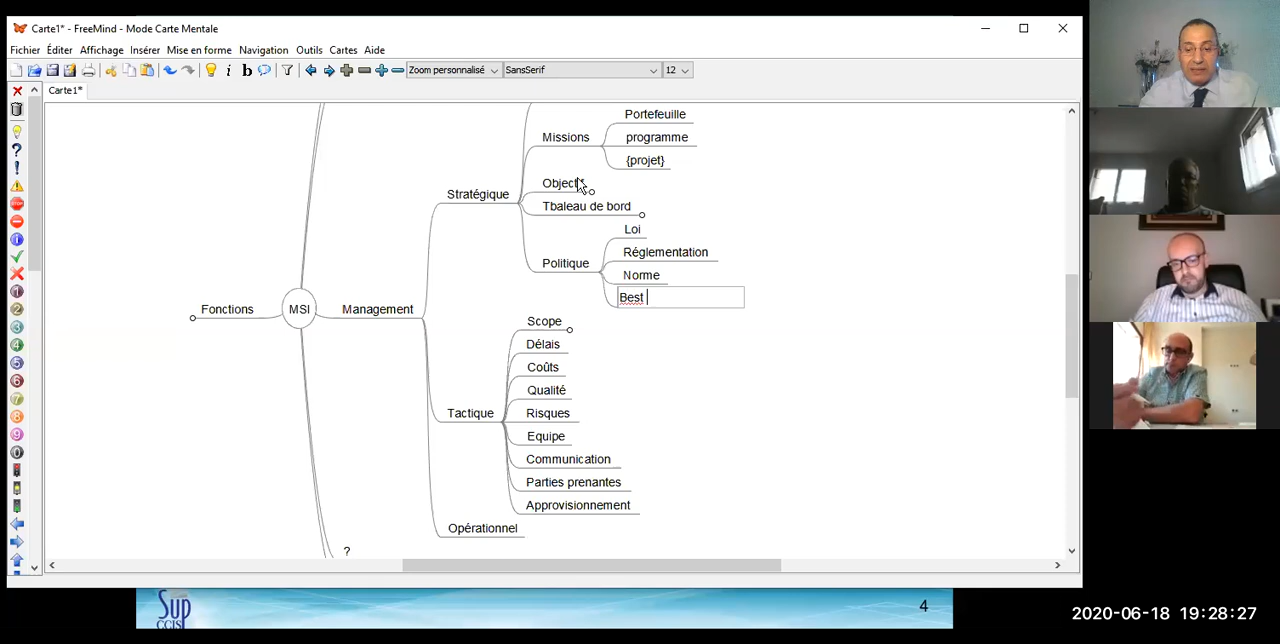 Carte1* - FreeMind - Mode Carte Mentale
Fichier Éditer Affichage Insérer Mise en forme Navigation Outils Cartes Aide
Zoom personnalisé SansSerif 12
Carte1*
Portefeuille
Missions programme
{projet}
Stratégique
Tbaleau de bord
Loi
Réglementation
Politique
Norme
Best
Fonctions MSI Management
Scope
Délais
Coûts
Qualité
Tactique Risques
Equipe
Communication
Parties prenantes
Approvisionnement
Opérationnel
?
Sup
CCIS
4
2020-06-18 19:28:27